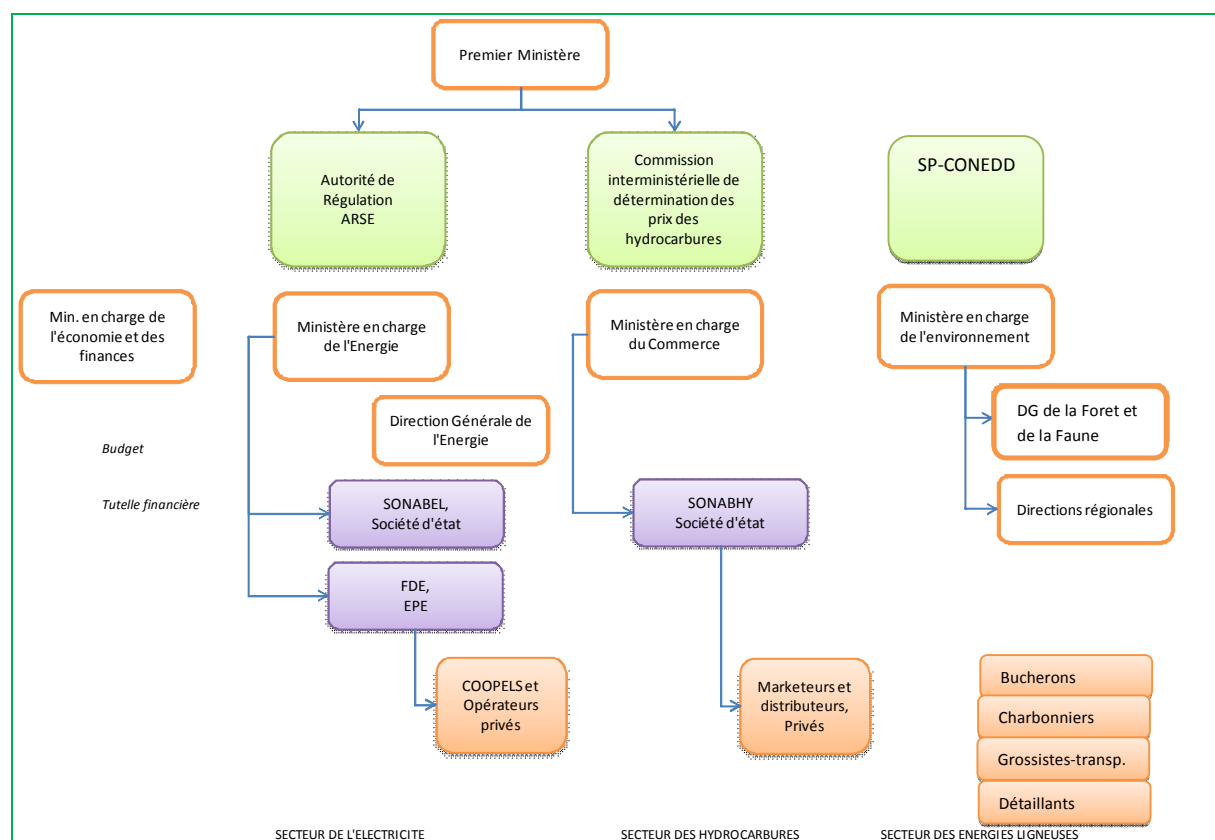 Premier Ministère
Autorité de
Régulation
ARSE
Commission
interministérielle de
détermination des
prix des
hydrocarbures
SP-CONEDD
Min. en charge de
l'économie et des
finances
Ministère en charge
de l'Energie
Ministère en charge
du Commerce
Ministère en charge
de l'environnement
Direction Générale de
l'Energie
DG de la Foret et
de la Faune
Budget
Tutelle financière
SONABEL,
Société d'état
SONABHY
Société d'état
Directions régionales
FDE,
EPE
COOPELS et
Opérateurs
privés
Marketeurs et
distributeurs,
Privés
Bucherons
Charbonniers
Grossistes-transp.
Détaillants
SECTEUR DE L'ELECTRICITE
SECTEUR DES HYDROCARBURES
SECTEUR DES ENERGIES LIGNEUSES